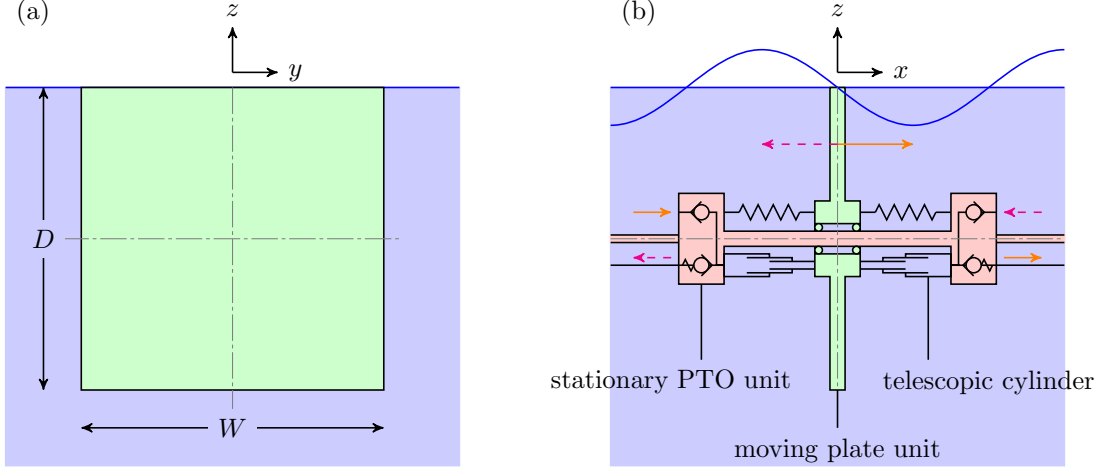 (a)
z
y
D
W
(b)
z
x
stationary PTO unit
telescopic cylinder
moving plate unit